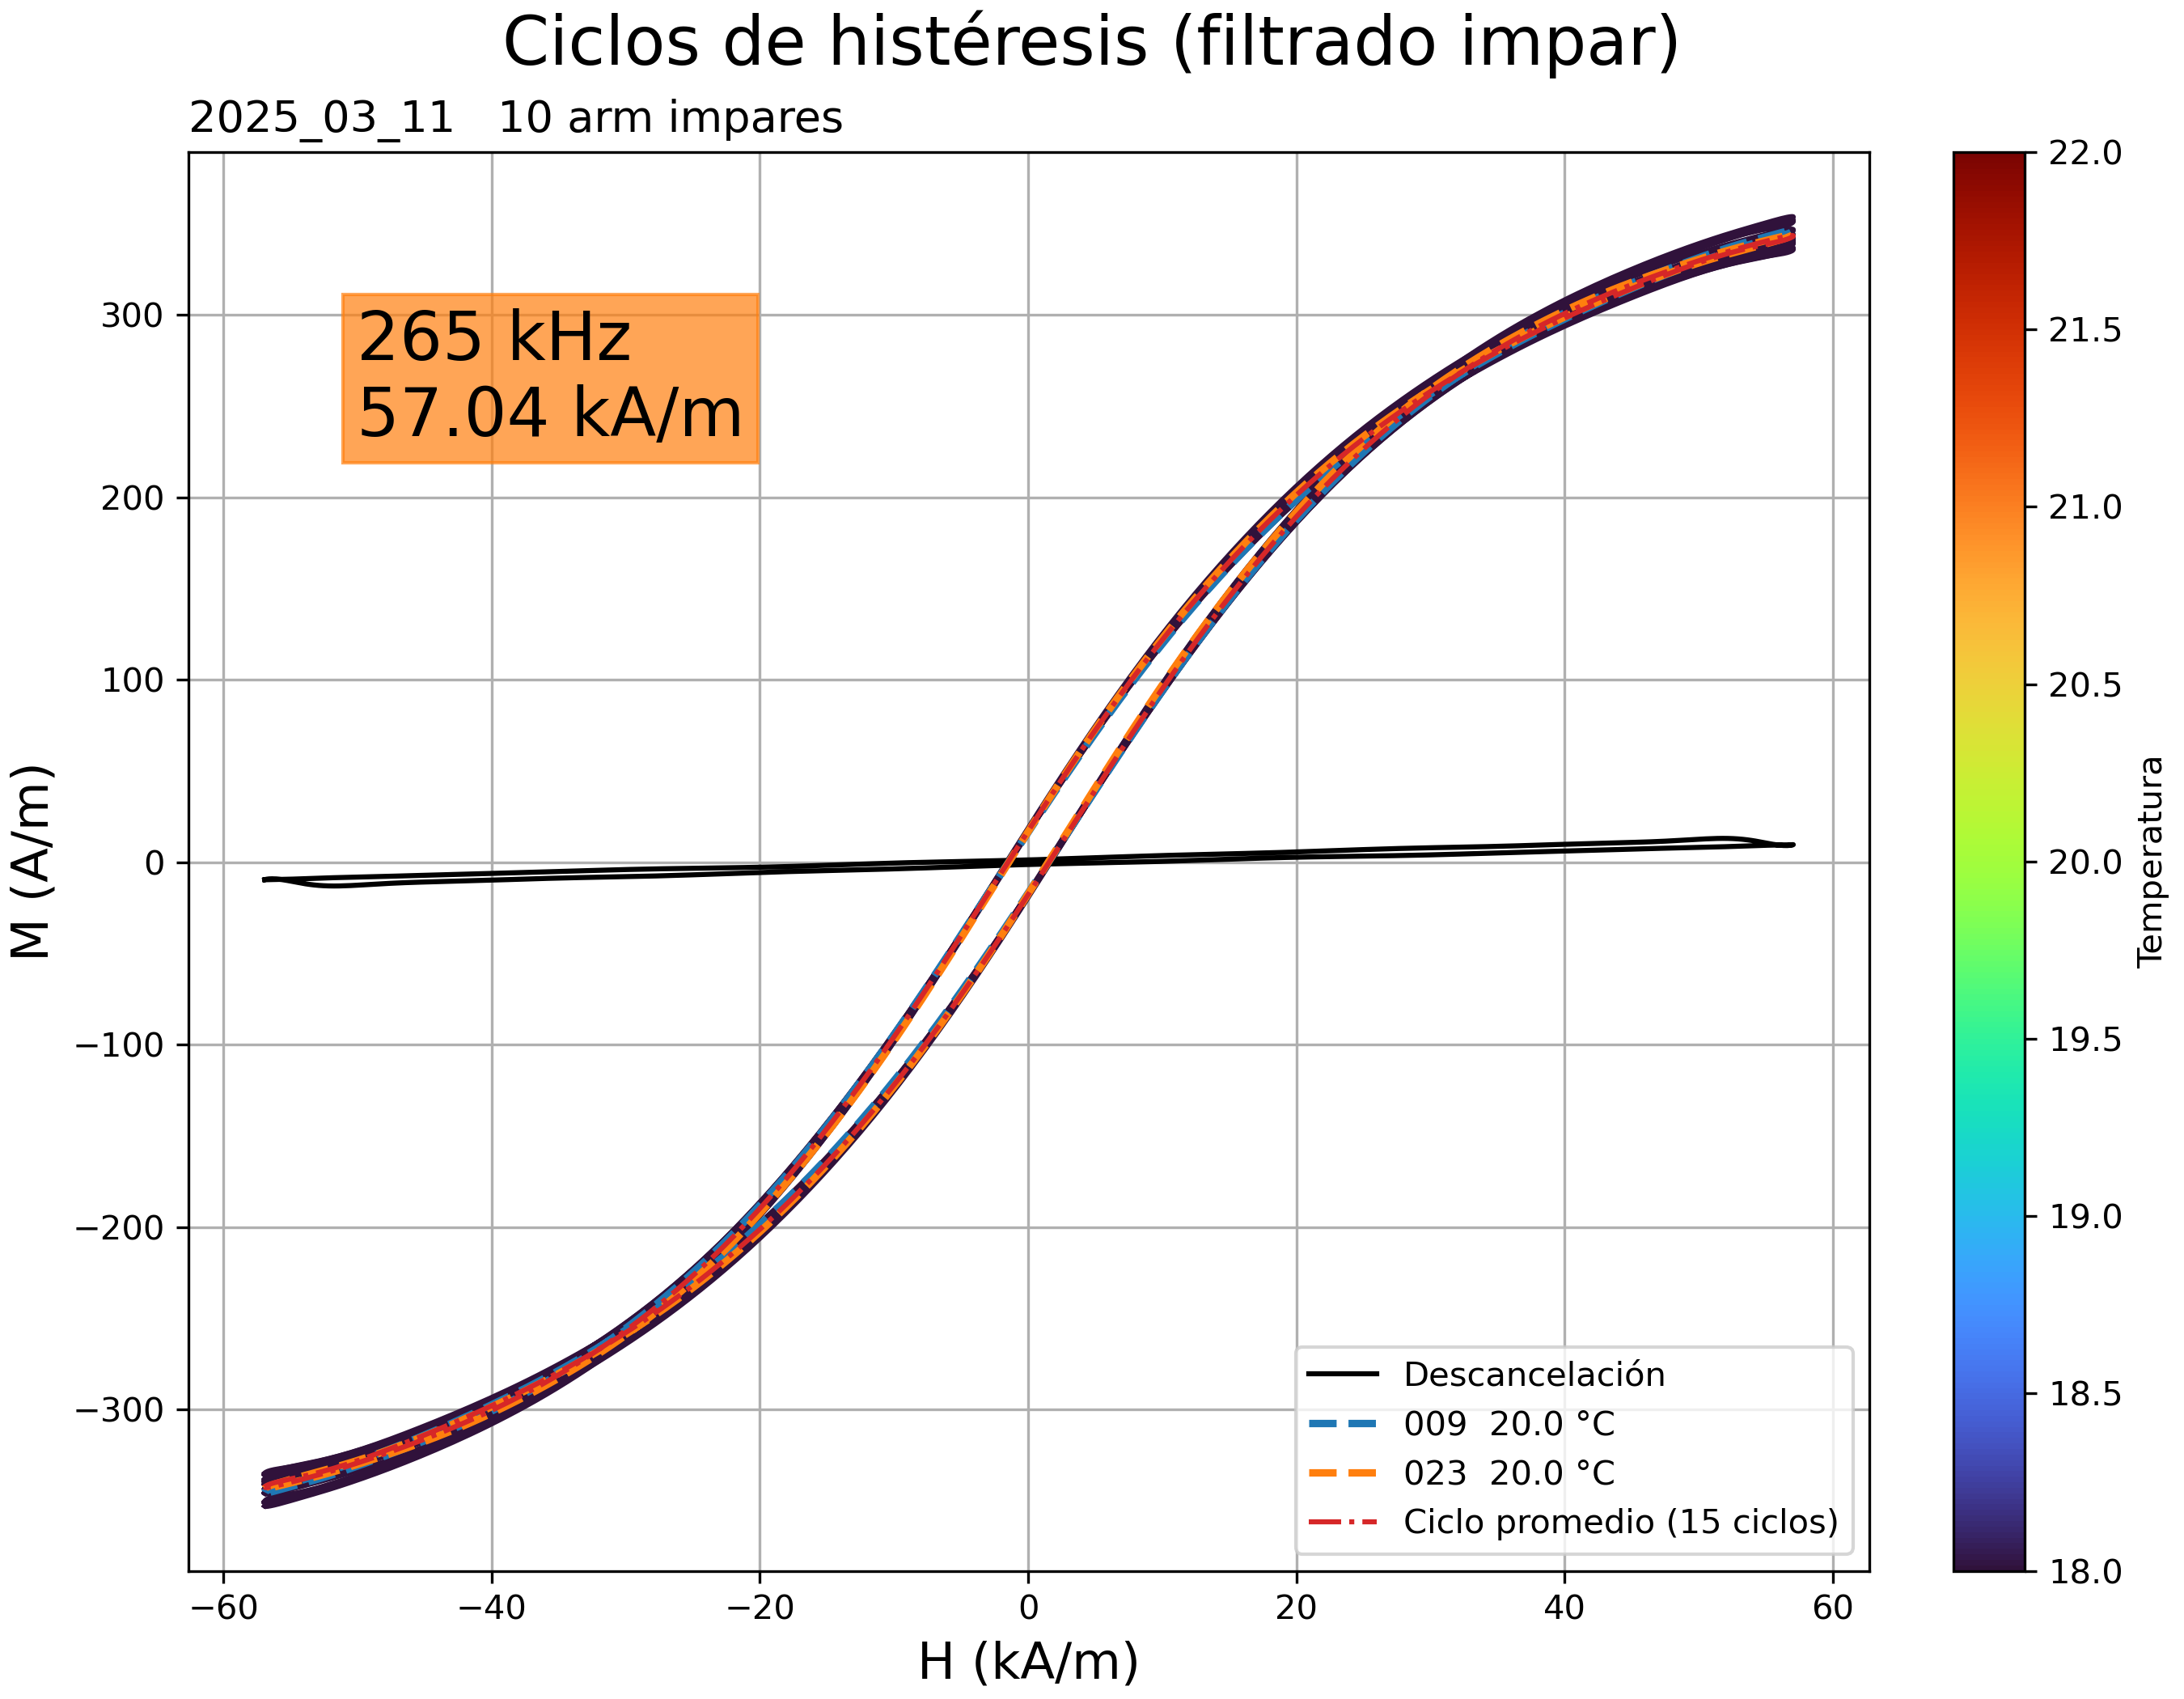 Ciclos de histéresis (filtrado impar)
2025_03_11   10 arm impares
265 kHz
57.04 kA/m
M (A/m)
300
200
100
0
−100
−200
−300
−60
−40
−20
0
20
40
60
H (kA/m)
Descancelación
009  20.0 °C
023  20.0 °C
Ciclo promedio (15 ciclos)
22.0
21.5
21.0
20.5
20.0
19.5
19.0
18.5
18.0
Temperatura